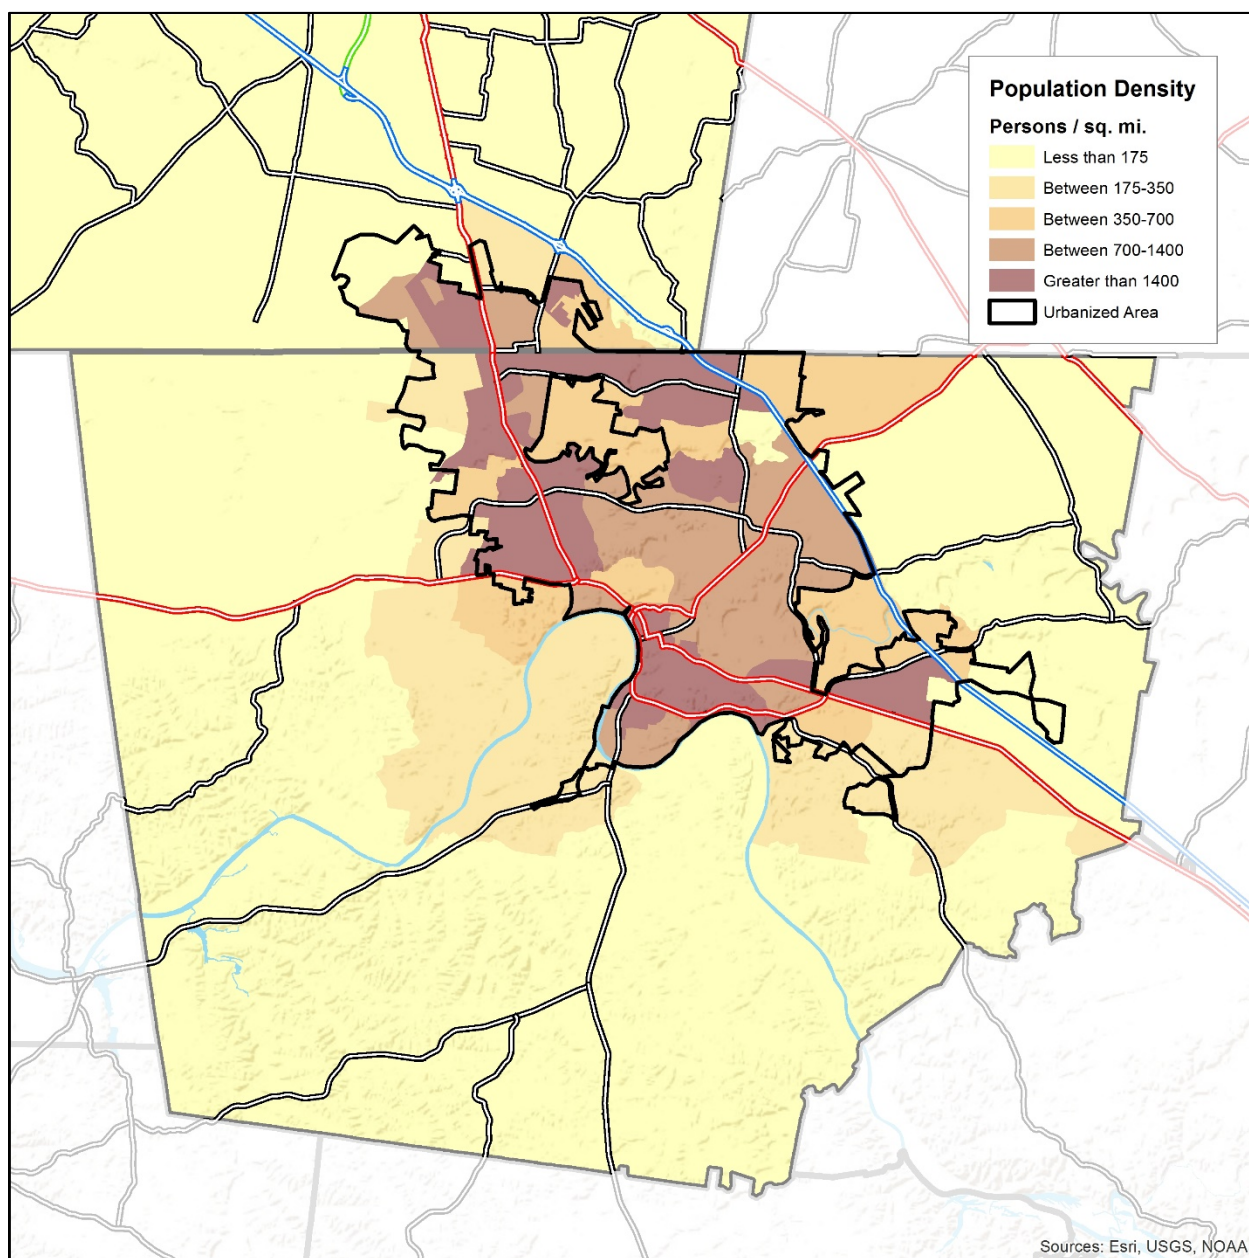 Population Density
Persons / sq. mi.
Less than 175
Between 175-350
Between 350-700
Between 700-1400
Greater than 1400
Urbanized Area
Sources: Esri, USGS, NOAA